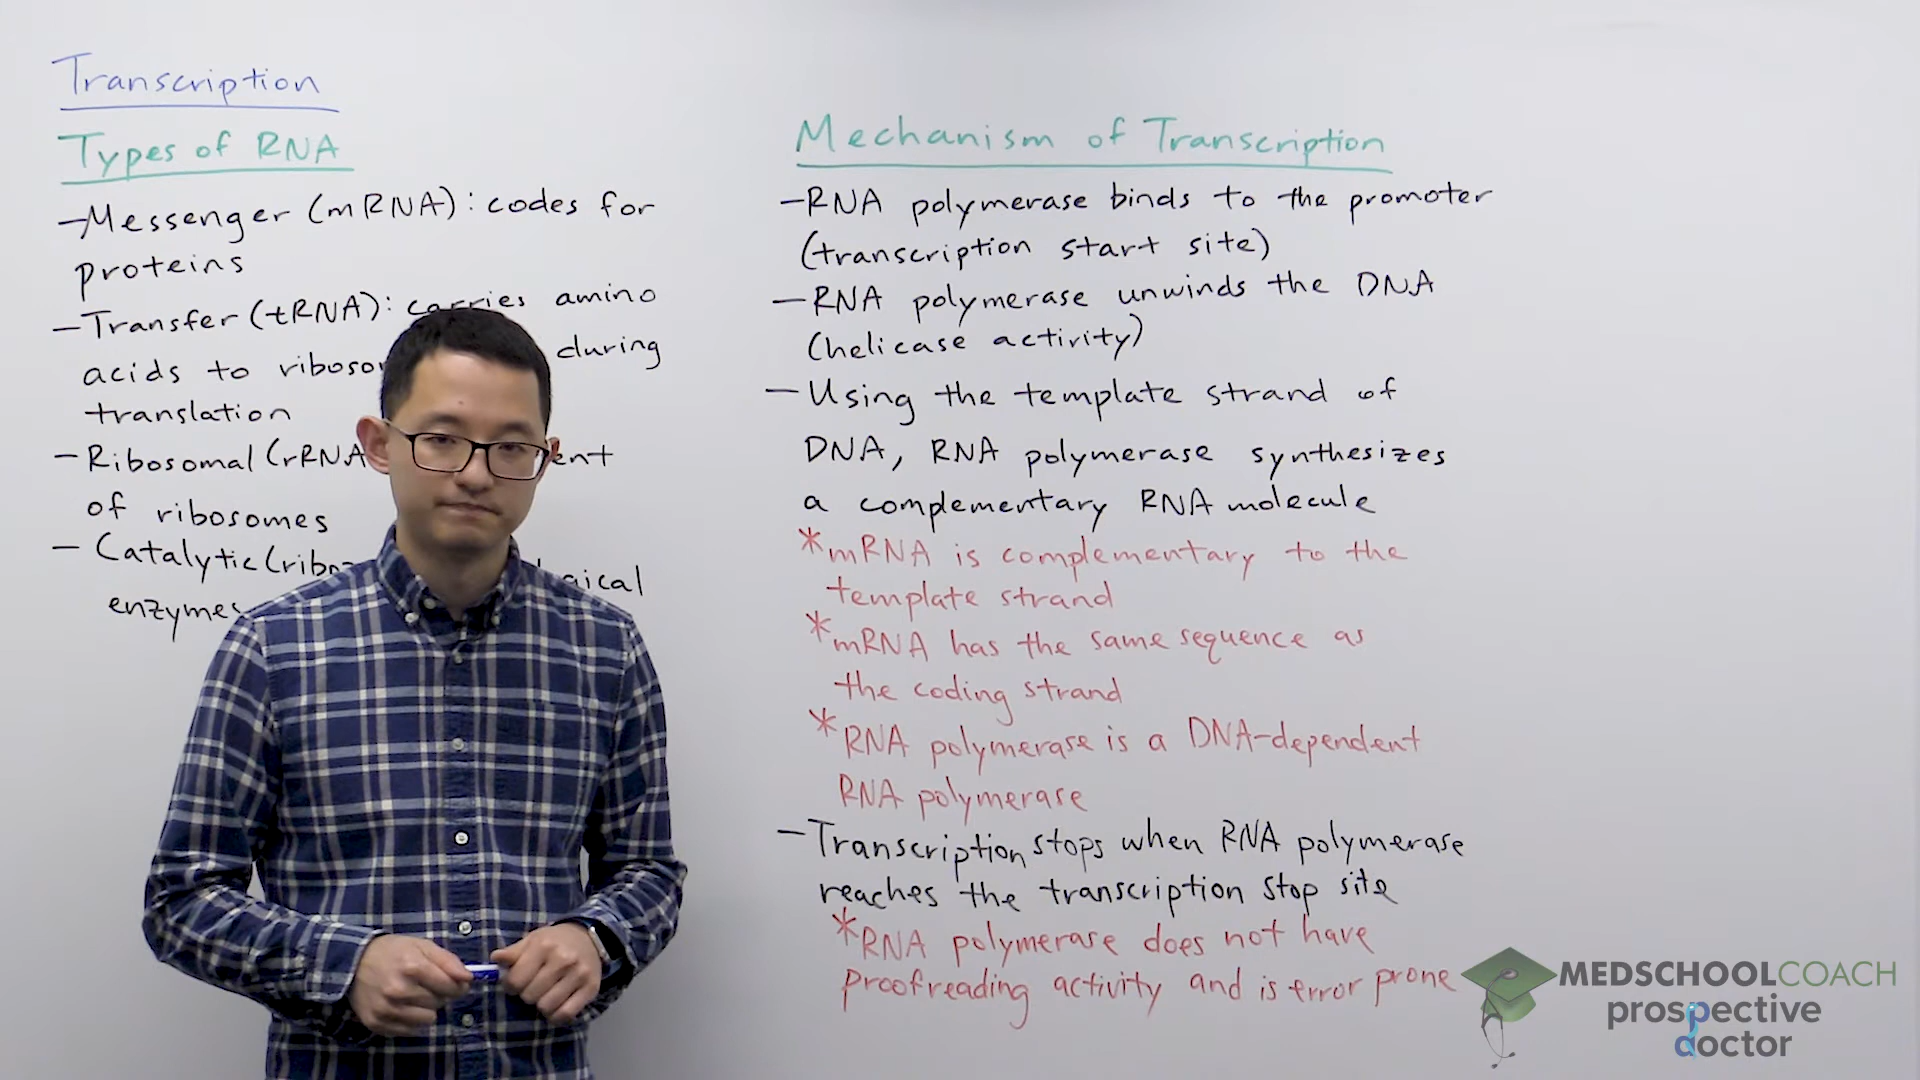 Transcription
Types of RNA
-Messenger (mRNA): codes for
proteins
-Transfer (tRNA): carries amino
acids to during
translation
-Ribosomal (rRNA
of ribosomes
- Catalytic
enzymes
Mechanism of Transcription
-RNA polymerase binds to the promoter
(transcription start site)
-RNA polymerase unwinds the DNA
(helicase activity)
-Using the template strand of
DNA, RNA polymerase synthesizes
a complementary RNA molecule
*mRNA is complementary to the
template strand
*mRNA has the same sequence as
the coding strand
*RNA polymerase is a DNA-dependent
RNA polymerase
-Transcription stops when RNA polymerase
reaches the transcription stop site
*RNA polymerase does not have
proofreading activity and is error prone
MEDSCHOOLCOACH
prospective
doctor